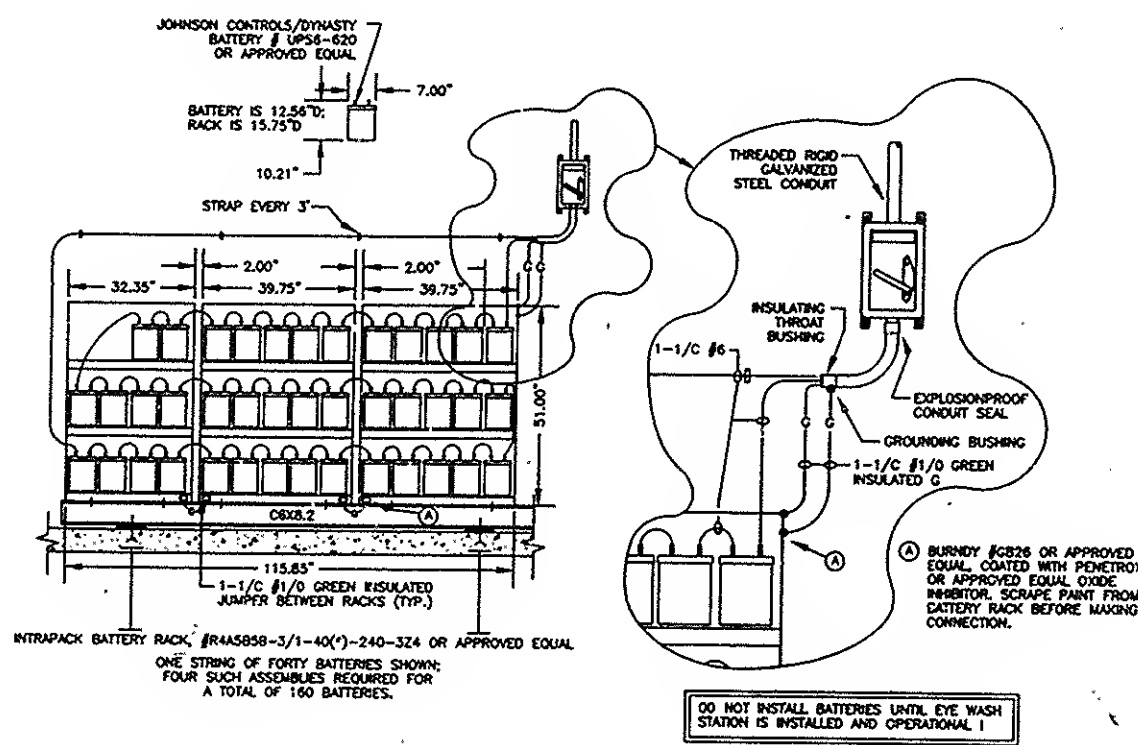 JOHNSON CONTROLS/DYNASTY
BATTERY # UPS6-620
OR APPROVED EQUAL
7.00"
BATTERY IS 12.56"D;
RACK IS 15.75"D
10.21"
STRAP EVERY 3'
2.00"
2.00"
32.35"
39.75"
39.75"
G
G
51.00"
C6X8.2
A
115.85"
1-1/C #1/0 GREEN INSULATED
JUMPER BETWEEN RACKS (TYP.)
INTRAPACK BATTERY RACK, #R4A5858-3/1-40(*)-240-3Z4 OR APPROVED EQUAL
ONE STRING OF FORTY BATTERIES SHOWN;
FOUR SUCH ASSEMBLIES REQUIRED FOR
A TOTAL OF 160 BATTERIES.
THREADED RIGID
GALVANIZED
STEEL CONDUIT
INSULATING
THROAT
BUSHING
1-1/C #6
EXPLOSIONPROOF
CONDUIT SEAL
GROUNDING BUSHING
G
G
1-1/C #1/0 GREEN
INSULATED G
A
A BURNDY #GB26 OR APPROVED
EQUAL, COATED WITH PENETROX
OR APPROVED EQUAL OXIDE
INHIBITOR. SCRAPE PAINT FROM
BATTERY RACK BEFORE MAKING
CONNECTION.
DO NOT INSTALL BATTERIES UNTIL EYE WASH
STATION IS INSTALLED AND OPERATIONAL !